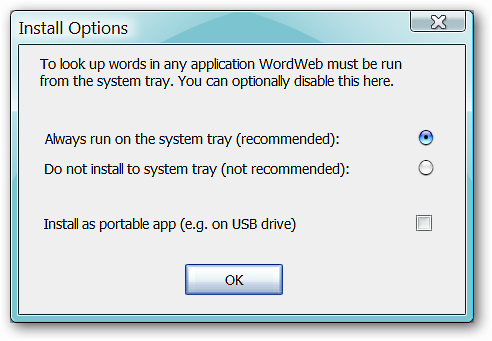 Install Options
To look up words in any application WordWeb must be run
from the system tray. You can optionally disable this here.
Always run on the system tray (recommended):
Do not install to system tray (not recommended):
Install as portable app (e.g. on USB drive)
OK